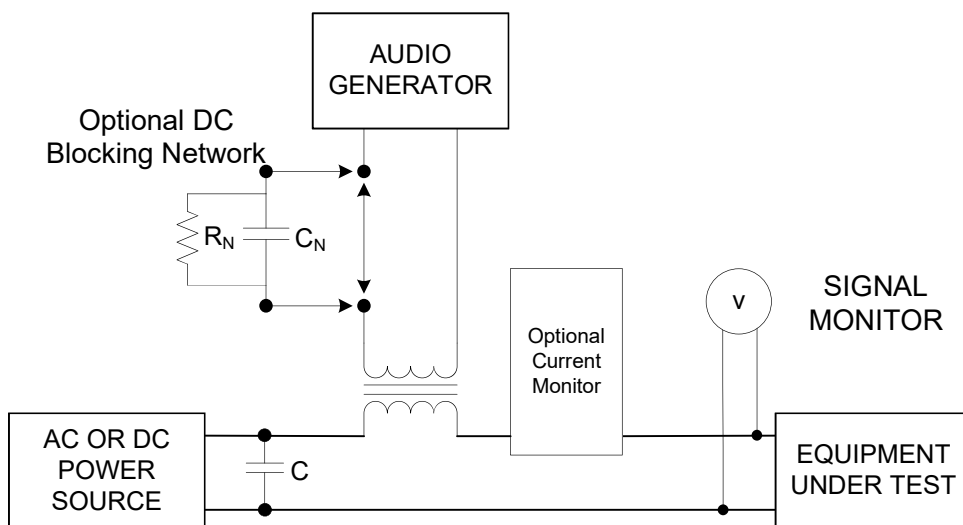 AUDIO
GENERATOR
Optional DC
Blocking Network
R_N
C_N
Optional
Current
Monitor
V
SIGNAL
MONITOR
AC OR DC
POWER
SOURCE
C
EQUIPMENT
UNDER TEST